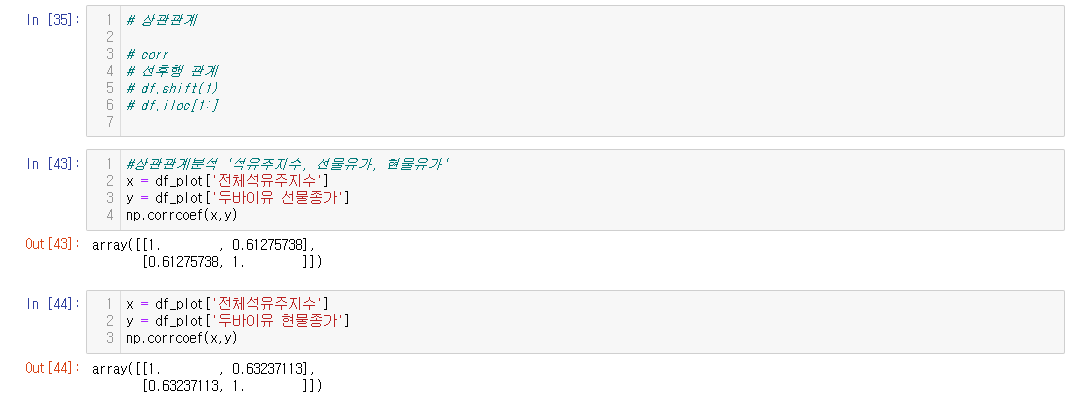 In [35]:
1 # 상관관계
2
3 # corr
4 # 선후행 관계
5 # df.shift(1)
6 # df.iloc[1:]
7
In [43]:
1 #상관관계분석 '석유주지수, 선물유가, 현물유가'
2 x = df_plot['전체석유주지수']
3 y = df_plot['두바이유 선물종가']
4 np.corrcoef(x,y)
Out[43]: array([[1.        , 0.61275738],
[0.61275738, 1.        ]])
In [44]:
1 x = df_plot['전체석유주지수']
2 y = df_plot['두바이유 현물종가']
3 np.corrcoef(x,y)
Out[44]: array([[1.        , 0.63237113],
[0.63237113, 1.        ]])